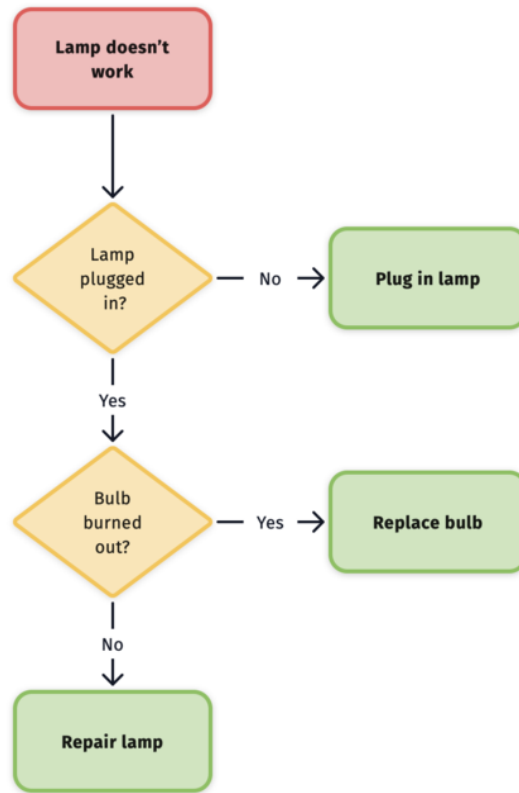 Lamp doesn’t
work
Lamp
plugged
in?
No
Plug in lamp
Yes
Bulb
burned
out?
Yes
Replace bulb
No
Repair lamp